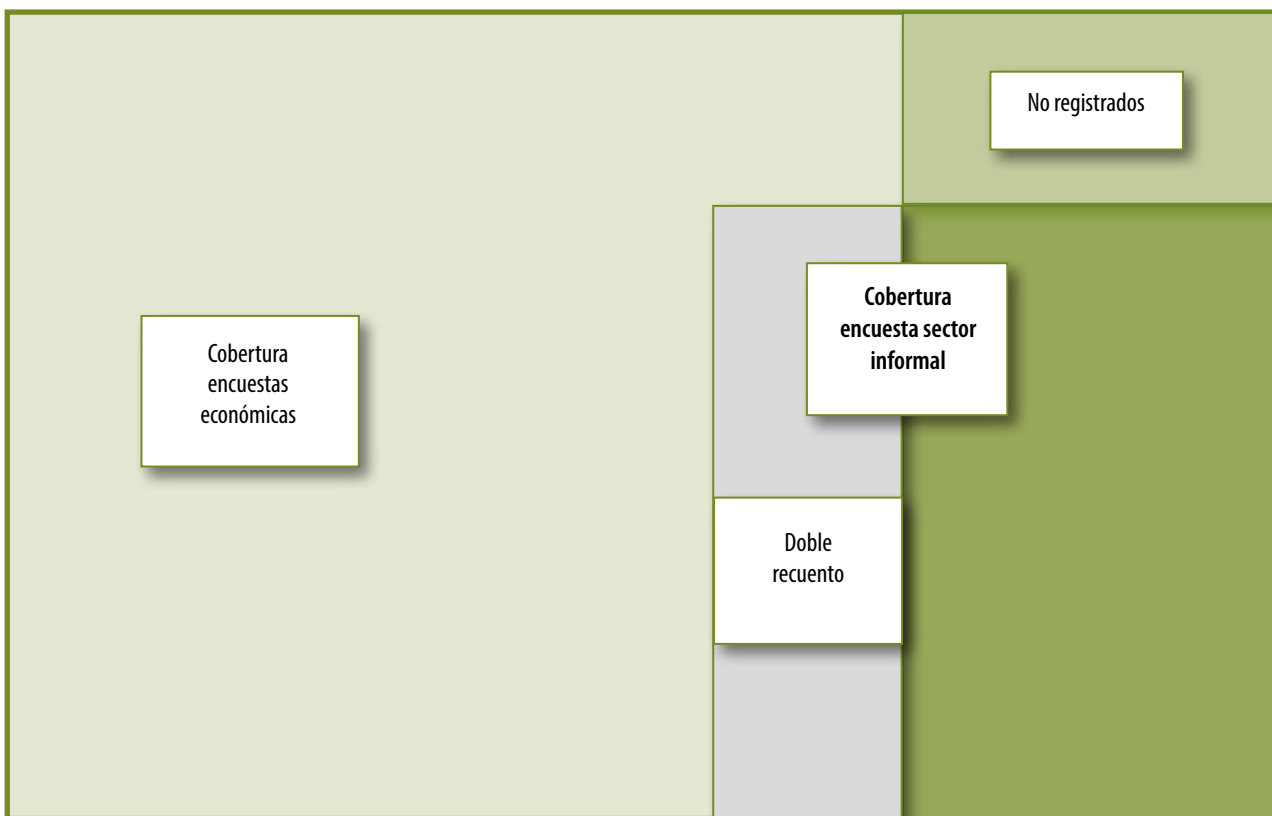 No registrados
Cobertura
encuesta sector
informal
Cobertura
encuestas
económicas
Doble
recuento